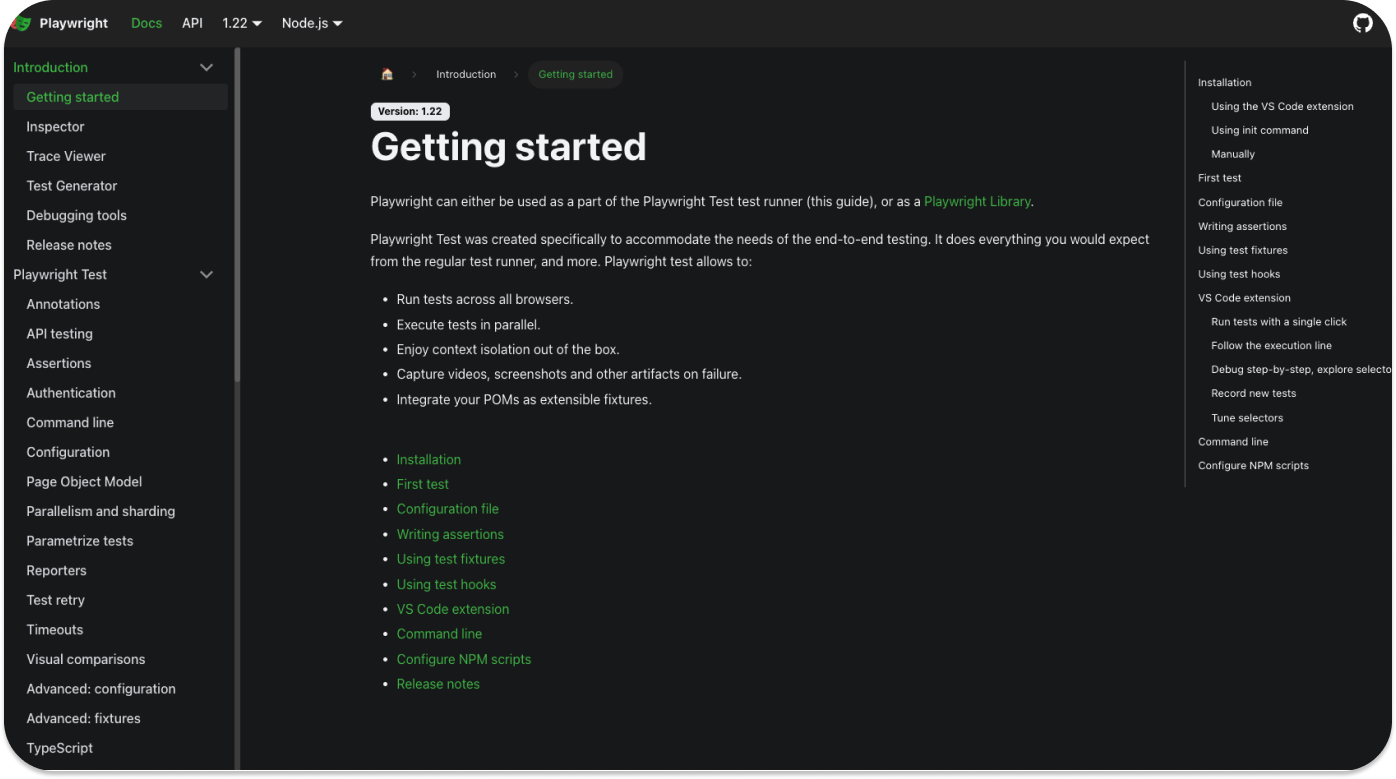 Playwright Docs API 1.22 Node.js
Introduction
Getting started
Inspector
Trace Viewer
Test Generator
Debugging tools
Release notes
Playwright Test
Annotations
API testing
Assertions
Authentication
Command line
Configuration
Page Object Model
Parallelism and sharding
Parametrize tests
Reporters
Test retry
Timeouts
Visual comparisons
Advanced: configuration
Advanced: fixtures
TypeScript
Introduction Getting started
Version: 1.22
Getting started
Playwright can either be used as a part of the Playwright Test test runner (this guide), or as a Playwright Library.
Playwright Test was created specifically to accommodate the needs of the end-to-end testing. It does everything you would expect
from the regular test runner, and more. Playwright test allows to:
• Run tests across all browsers.
• Execute tests in parallel.
• Enjoy context isolation out of the box.
• Capture videos, screenshots and other artifacts on failure.
• Integrate your POMs as extensible fixtures.
• Installation
• First test
• Configuration file
• Writing assertions
• Using test fixtures
• Using test hooks
• VS Code extension
• Command line
• Configure NPM scripts
• Release notes
Installation
Using the VS Code extension
Using init command
Manually
First test
Configuration file
Writing assertions
Using test fixtures
Using test hooks
VS Code extension
Run tests with a single click
Follow the execution line
Debug step-by-step, explore selecto
Record new tests
Tune selectors
Command line
Configure NPM scripts